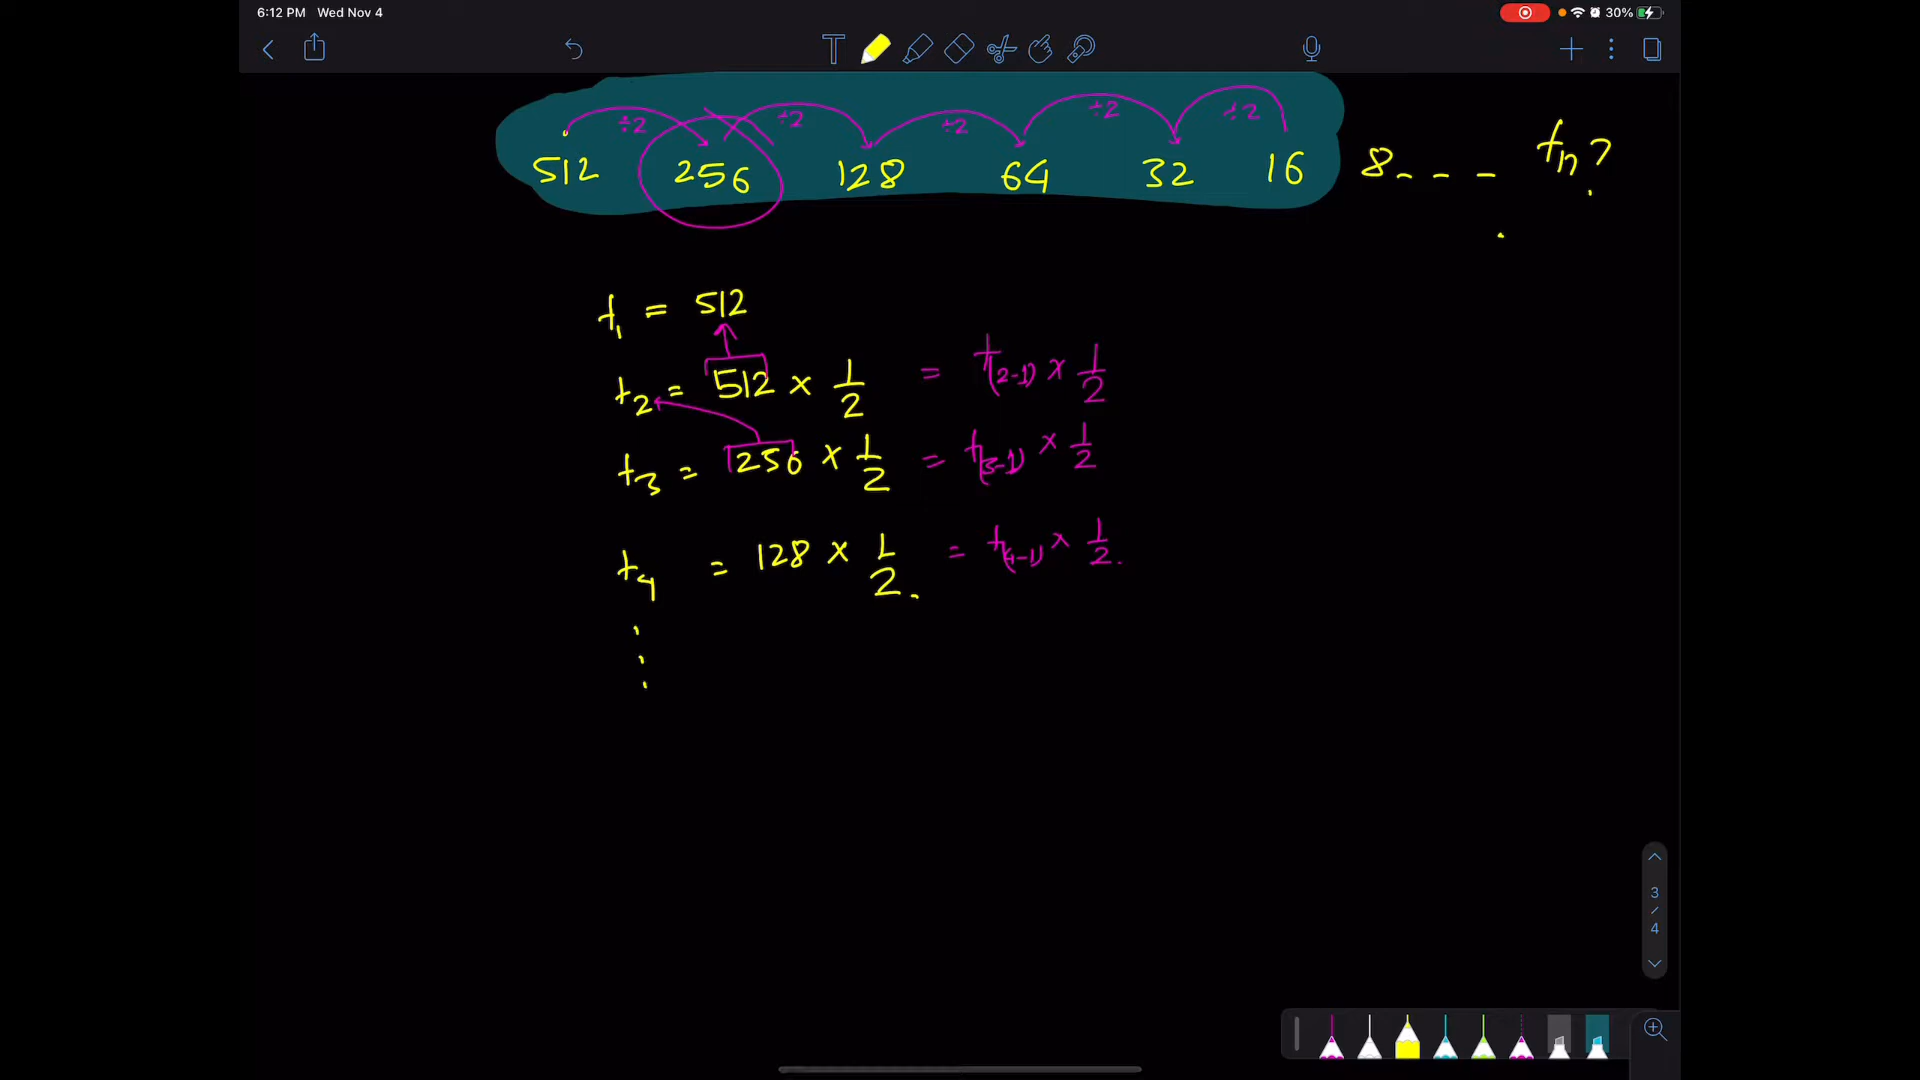 6:12 PM Wed Nov 4 30%
÷2 ÷2 ÷2 ÷2 ÷2
512 256 128 64 32 16 8--- tn?
t1 = 512
t2 = 512 × 1/2 = t(2-1) × 1/2
t3 = 256 × 1/2 = t(3-1) × 1/2
t4 = 128 × 1/2. = t(4-1) × 1/2.
3
/
4